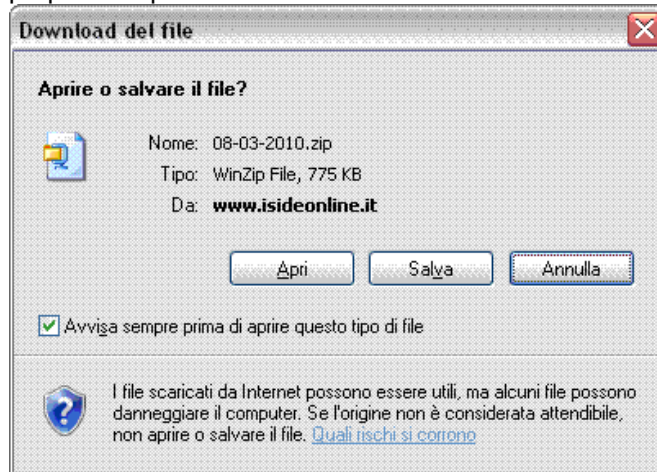 Download del file
Aprire o salvare il file?
Nome: 08-03-2010.zip
Tipo: WinZip File, 775 KB
Da: www.isideonline.it
Apri Salva Annulla
Avvisa sempre prima di aprire questo tipo di file
I file scaricati da Internet possono essere utili, ma alcuni file possono
danneggiare il computer. Se l'origine non è considerata attendibile,
non aprire o salvare il file. Quali rischi si corrono